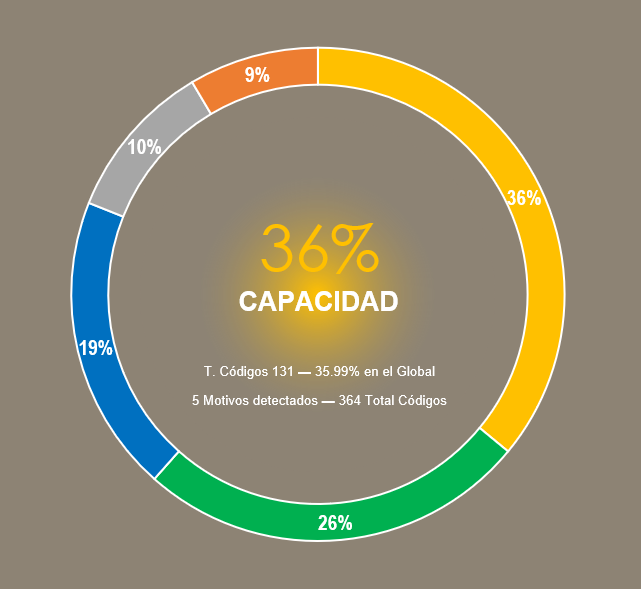 9%
10%
36%
36%
CAPACIDAD
19%
T. Códigos 131 — 35.99% en el Global
5 Motivos detectados — 364 Total Códigos
26%